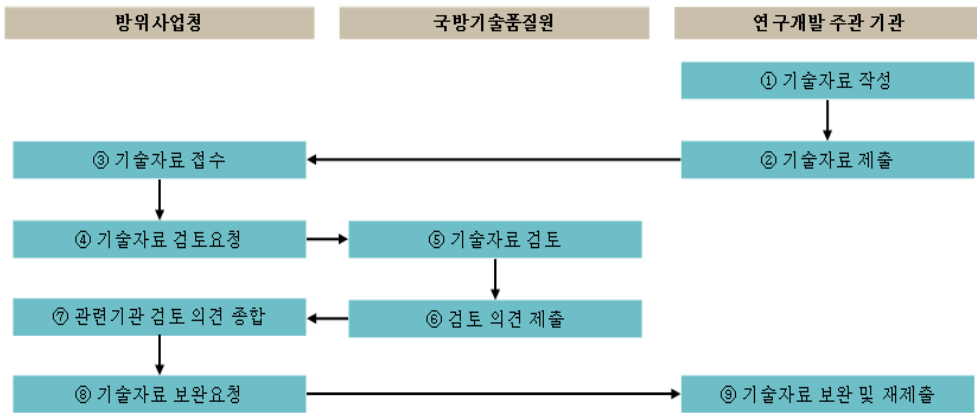 방위사업청 국방기술품질원 연구개발 주관 기관
① 기술자료 작성
③ 기술자료 접수 ② 기술자료 제출
④ 기술자료 검토요청 ⑤ 기술자료 검토
⑦ 관련기관 검토 의견 종합 ⑥ 검토 의견 제출
⑧ 기술자료 보완요청 ⑨ 기술자료 보완 및 재제출